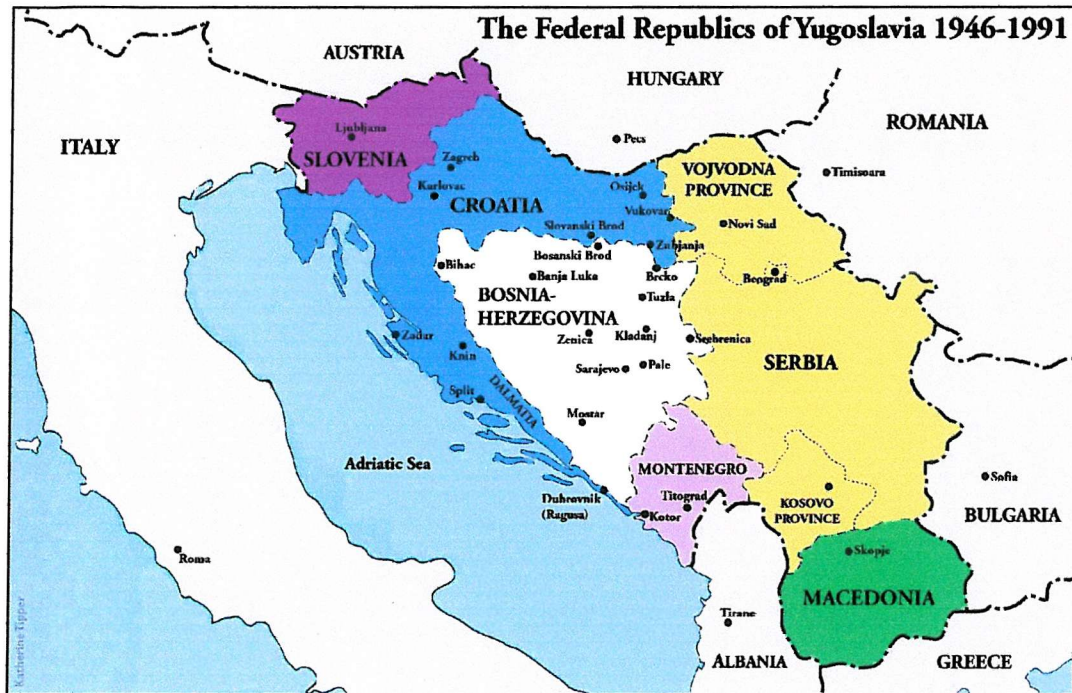 The Federal Republics of Yugoslavia 1946-1991
AUSTRIA
HUNGARY
ROMANIA
ITALY
Ljubljana
SLOVENIA
Zagreb
Karlovac
CROATIA
Pecs
Osijek
Vukovar
Slovanski Brod
Bosanski Brod
Zubjanja
VOJVODNA
PROVINCE
Timisoara
Novi Sad
Beograd
Bihac
Banja Luka
Brcko
BOSNIA-
HERZEGOVINA
Tuzla
Zenica
Kladanj
Srebrenica
Zadar
Knin
Sarajevo
Pale
SERBIA
Split
DALMATIA
Mostar
Adriatic Sea
MONTENEGRO
Titograd
Dubrovnik
(Ragusa)
Kotor
KOSOVO
PROVINCE
Sofia
BULGARIA
Roma
Skopje
MACEDONIA
Tirane
ALBANIA
GREECE
Katherine Tipper